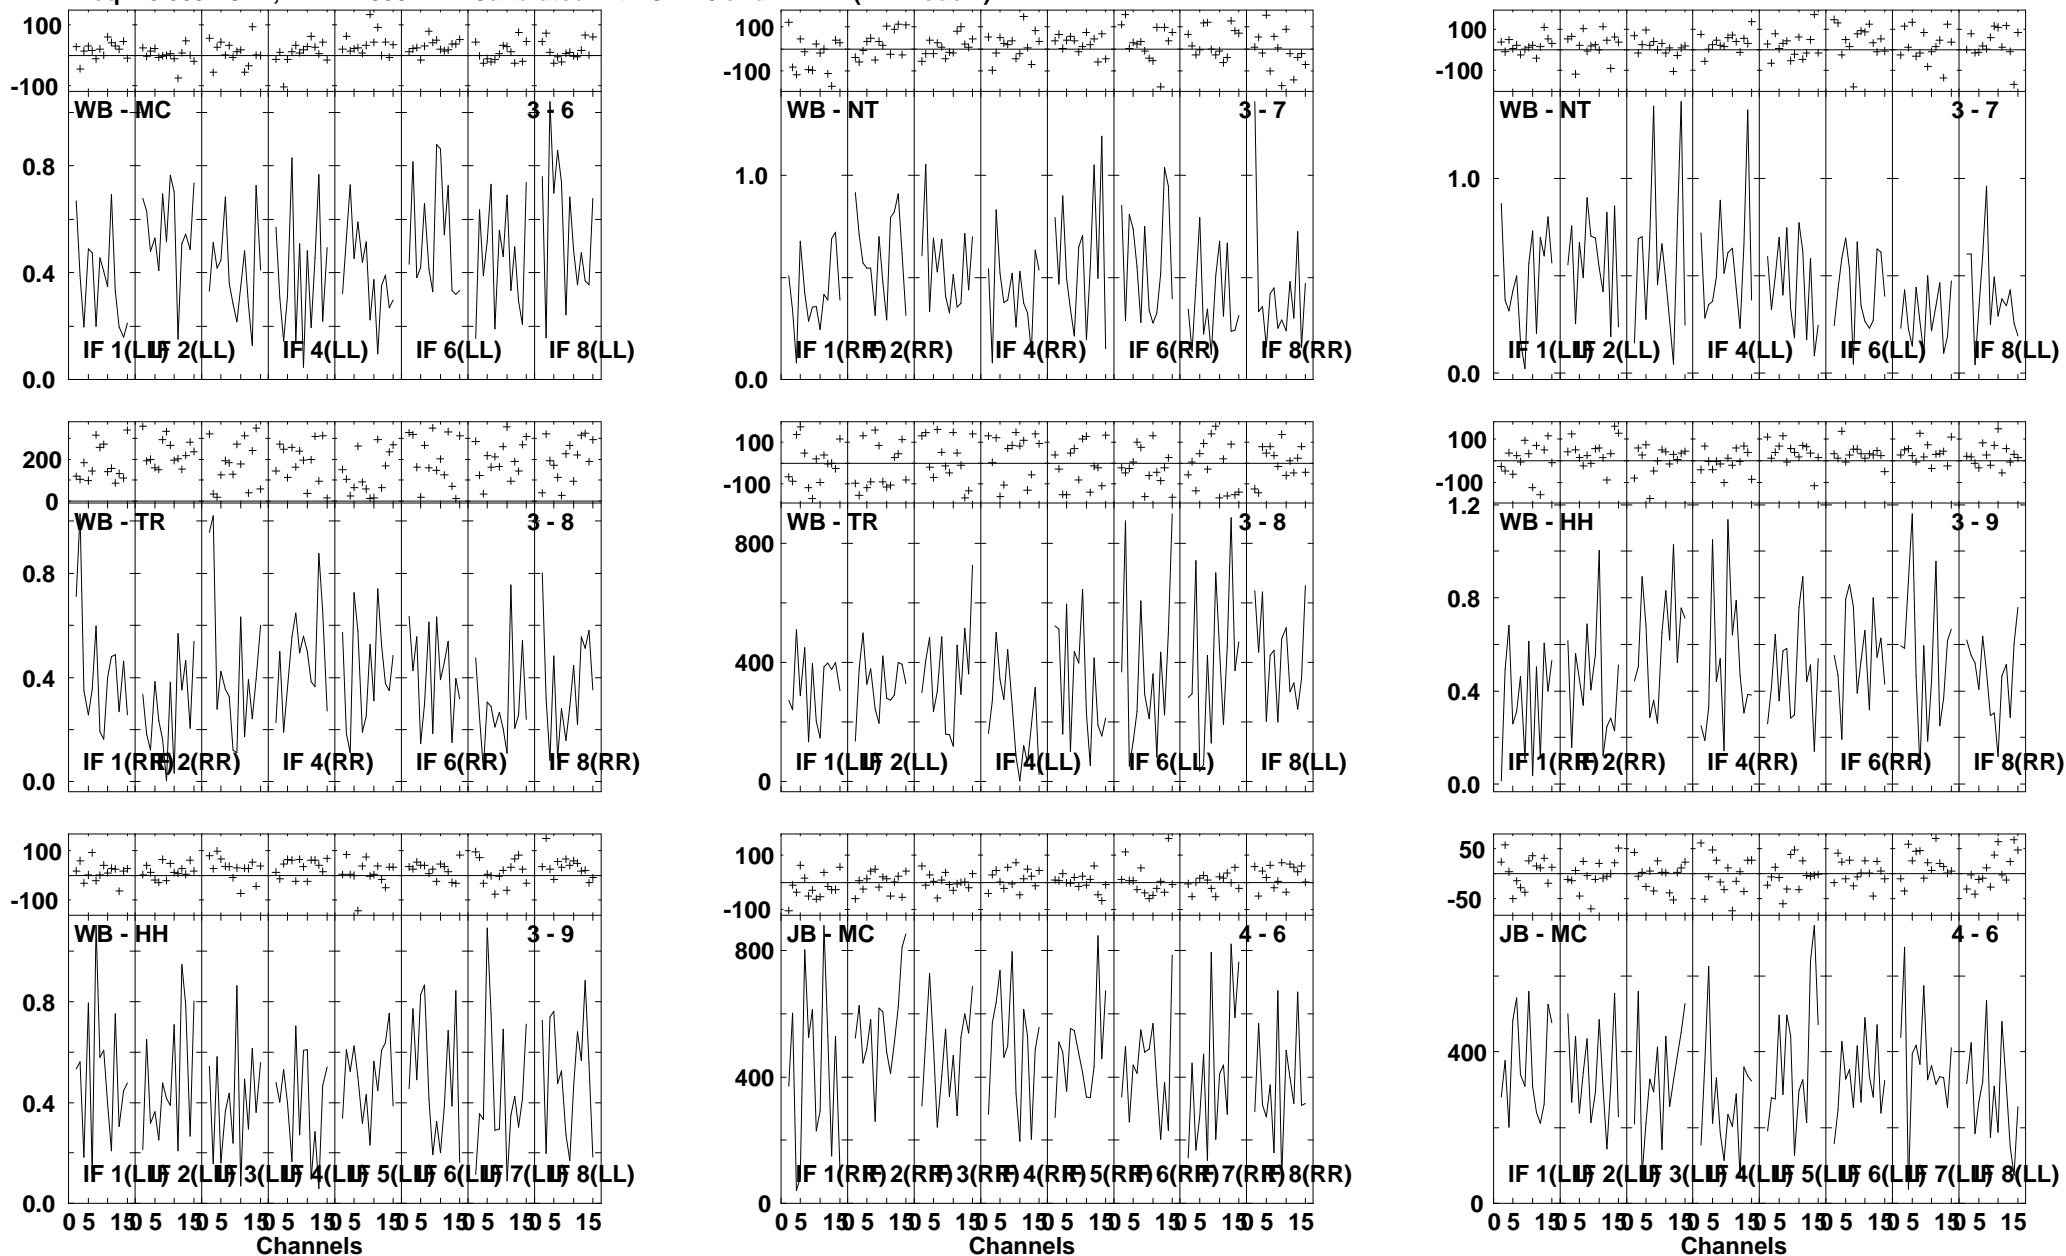 100
-100
WB - MC 3 - 6
0.8
0.4
0.0
IF 1(LL) IF 2(LL) IF 4(LL) IF 6(LL) IF 8(LL)
100
-100
WB - NT 3 - 7
1.0
0.0
IF 1(RR) IF 2(RR) IF 4(RR) IF 6(RR) IF 8(RR)
100
-100
WB - NT 3 - 7
1.0
0.0
IF 1(LL) IF 2(LL) IF 4(LL) IF 6(LL) IF 8(LL)
200
0
WB - TR 3 - 8
0.8
0.4
0.0
IF 1(RR) IF 2(RR) IF 4(RR) IF 6(RR) IF 8(RR)
100
-100
WB - TR 3 - 8
800
400
0
IF 1(LL) IF 2(LL) IF 4(LL) IF 6(LL) IF 8(LL)
100
-100
1.2
WB - HH 3 - 9
0.8
0.4
0.0
IF 1(RR) IF 2(RR) IF 4(RR) IF 6(RR) IF 8(RR)
100
-100
WB - HH 3 - 9
0.8
0.4
0.0
IF 1(LL) IF 2(LL) IF 3(LL) IF 4(LL) IF 5(LL) IF 6(LL) IF 7(LL) IF 8(LL)
0 5 15 0 5 15 0 5 15 0 5 15 0 5 15 0 5 15 0 5 15 0 5 15
Channels
100
-100
JB - MC 4 - 6
800
400
0
IF 1(RR) IF 2(RR) IF 3(RR) IF 4(RR) IF 5(RR) IF 6(RR) IF 7(RR) IF 8(RR)
0 5 15 0 5 15 0 5 15 0 5 15 0 5 15 0 5 15 0 5 15 0 5 15
Channels
50
-50
JB - MC 4 - 6
400
0
IF 1(LL) IF 2(LL) IF 3(LL) IF 4(LL) IF 5(LL) IF 6(LL) IF 7(LL) IF 8(LL)
0 5 15 0 5 15 0 5 15 0 5 15 0 5 15 0 5 15 0 5 15 0 5 15
Channels